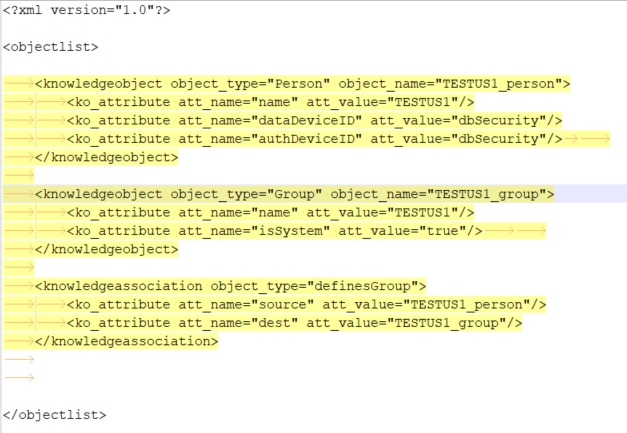 <?xml version="1.0"?>
<objectlist>
<knowledgeobject object_type="Person" object_name="TESTUS1_person">
<ko_attribute att_name="name" att_value="TESTUS1"/>
<ko_attribute att_name="dataDeviceID" att_value="dbSecurity"/>
<ko_attribute att_name="authDeviceID" att_value="dbSecurity"/>
</knowledgeobject>
<knowledgeobject object_type="Group" object_name="TESTUS1_group">
<ko_attribute att_name="name" att_value="TESTUS1"/>
<ko_attribute att_name="isSystem" att_value="true"/>
</knowledgeobject>
<knowledgeassociation object_type="definesGroup">
<ko_attribute att_name="source" att_value="TESTUS1_person"/>
<ko_attribute att_name="dest" att_value="TESTUS1_group"/>
</knowledgeassociation>
</objectlist>